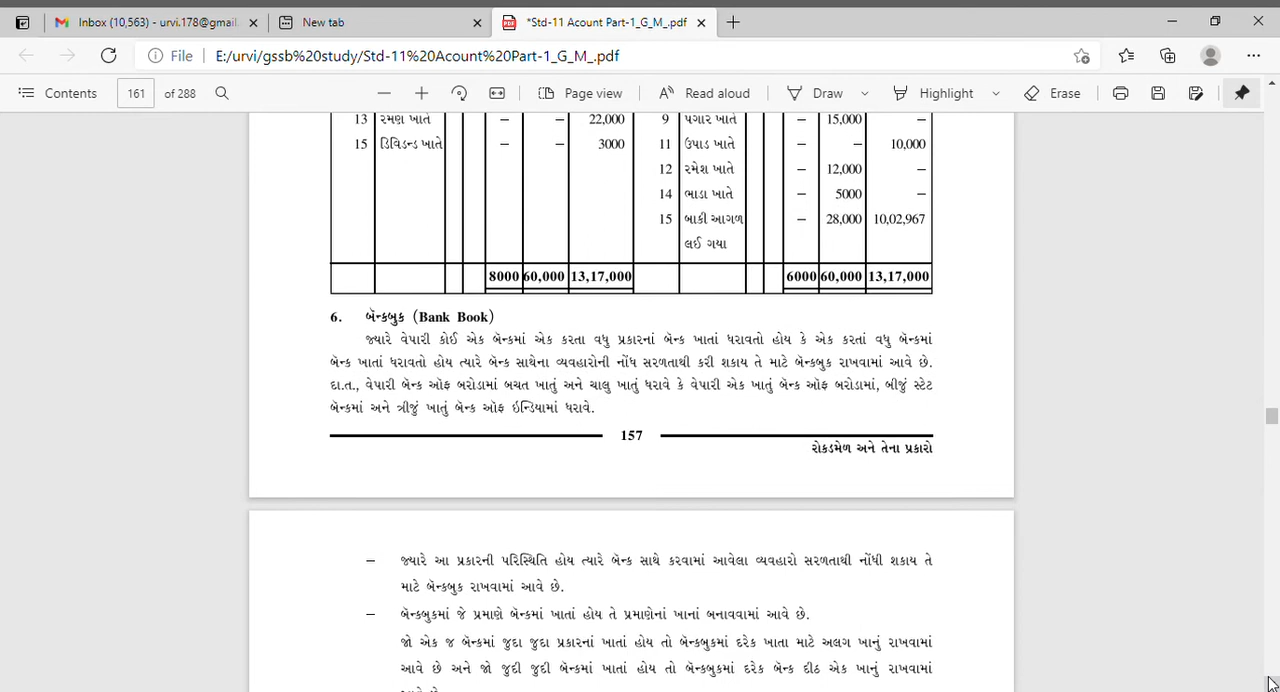 Inbox (10,563) - urvi.178@gmail
New tab
*Std-11 Acount Part-1_G_M_.pdf
File E:/urvi/gssb%20study/Std-11%20Acount%20Part-1_G_M_.pdf
Contents 161 of 288 Page view Read aloud Draw Highlight Erase
13 રમણ ખાતે – – 22,000 9 પગાર ખાતે – 15,000 –
15 ડિવિડન્ડ ખાતે – – 3000 11 ઉપાડ ખાતે – – 10,000
12 રમેશ ખાતે – 12,000 –
14 ભાડા ખાતે – 5000 –
15 બાકી આગળ – 28,000 10,02,967
લઈ ગયા
8000 60,000 13,17,000 6000 60,000 13,17,000
6. બૅન્કબુક (Bank Book)
જ્યારે વેપારી કોઈ એક બૅન્કમાં એક કરતા વધુ પ્રકારનાં બૅન્ક ખાતાં ધરાવતો હોય કે એક કરતાં વધુ બૅન્કમાં
બૅન્ક ખાતાં ધરાવતો હોય ત્યારે બૅન્ક સાથેના વ્યવહારોની નોંધ સરળતાથી કરી શકાય તે માટે બૅન્કબુક રાખવામાં આવે છે.
દા.ત., વેપારી બૅન્ક ઑફ બરોડામાં બચત ખાતું અને ચાલુ ખાતું ધરાવે કે વેપારી એક ખાતું બૅન્ક ઑફ બરોડામાં, બીજું સ્ટેટ
બૅન્કમાં અને ત્રીજું ખાતું બૅન્ક ઑફ ઇન્ડિયામાં ધરાવે.
157
રોકડમેળ અને તેના પ્રકારો
– જ્યારે આ પ્રકારની પરિસ્થિતિ હોય ત્યારે બૅન્ક સાથે કરવામાં આવેલા વ્યવહારો સરળતાથી નોંધી શકાય તે
માટે બૅન્કબુક રાખવામાં આવે છે.
– બૅન્કબુકમાં જે પ્રમાણે બૅન્કમાં ખાતાં હોય તે પ્રમાણેનાં ખાનાં બનાવવામાં આવે છે.
જો એક જ બૅન્કમાં જુદા જુદા પ્રકારનાં ખાતાં હોય તો બૅન્કબુકમાં દરેક ખાતા માટે અલગ ખાનું રાખવામાં
આવે છે અને જો જુદી જુદી બૅન્કમાં ખાતાં હોય તો બૅન્કબુકમાં દરેક બૅન્ક દીઠ એક ખાનું રાખવામાં